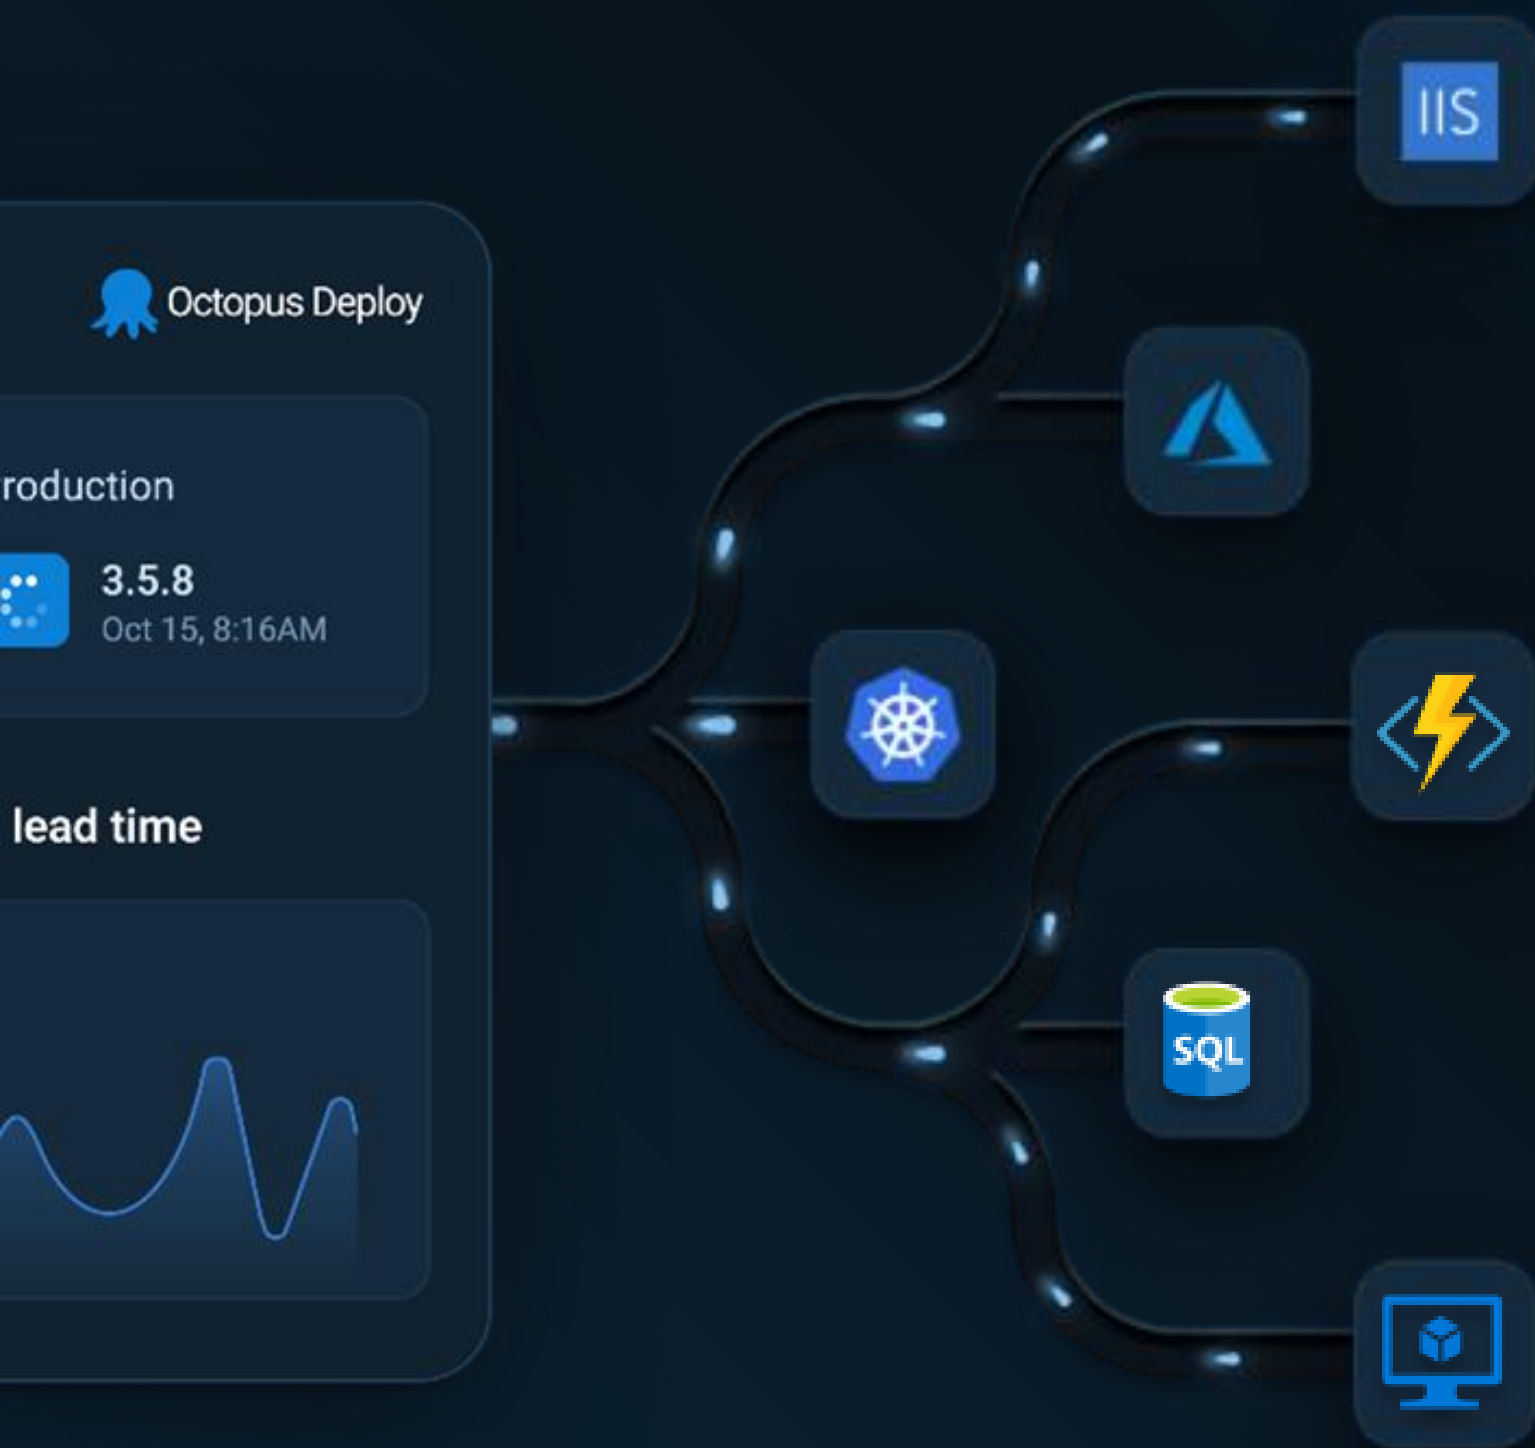 IIS
Octopus Deploy
roduction
3.5.8
Oct 15, 8:16AM
lead time
SQL